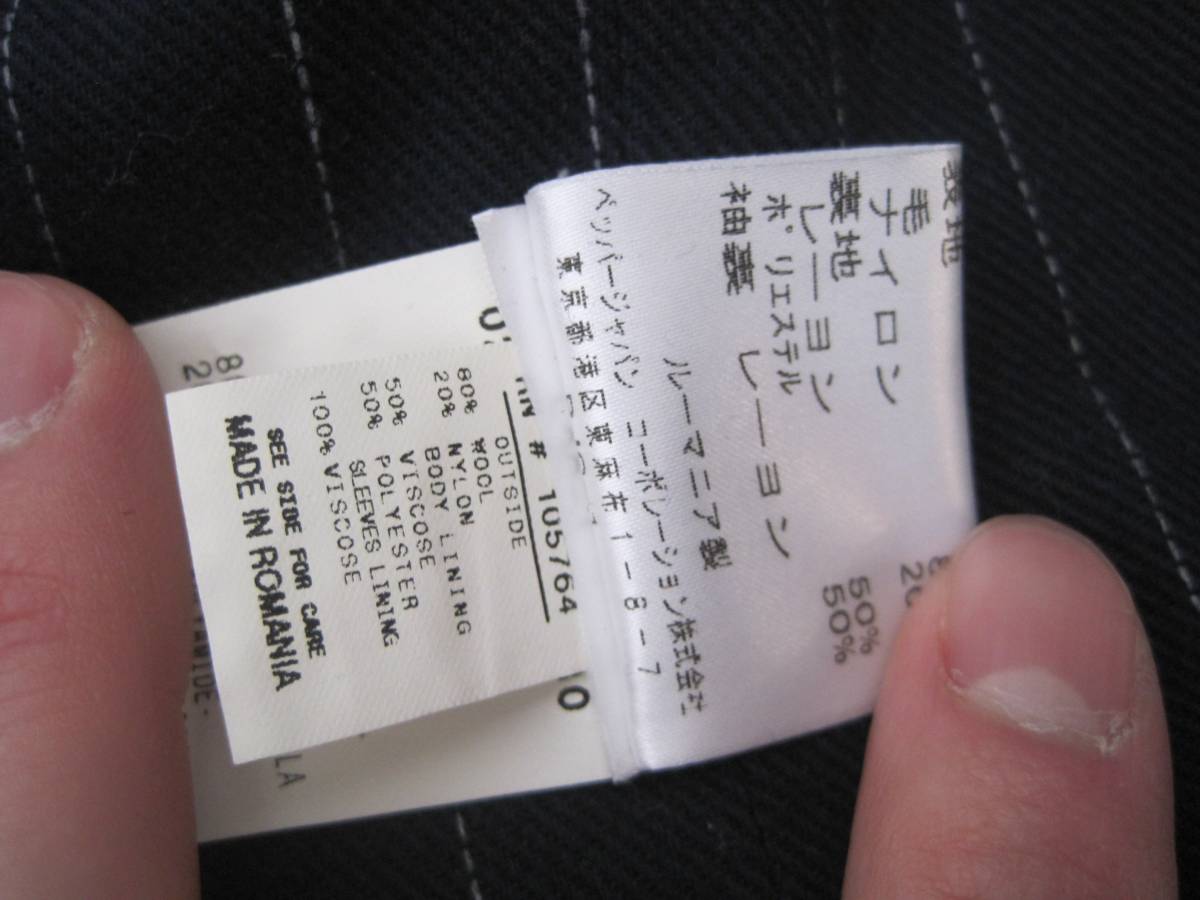 RN # 105764
OUTSIDE
80% WOOL
20% NYLON
BODY LINING
50% VISCOSE
50% POLYESTER
SLEEVES LINING
100% VISCOSE
SEE SIDE FOR CARE
MADE IN ROMANIA
表地
毛
ナイロン 20
裏地
レーヨン 50%
ポリエステル 50%
袖裏
レーヨン
ルーマニア製
ペッパージャパン コーポレーション株式会社
東京都港区東麻布1-8-7